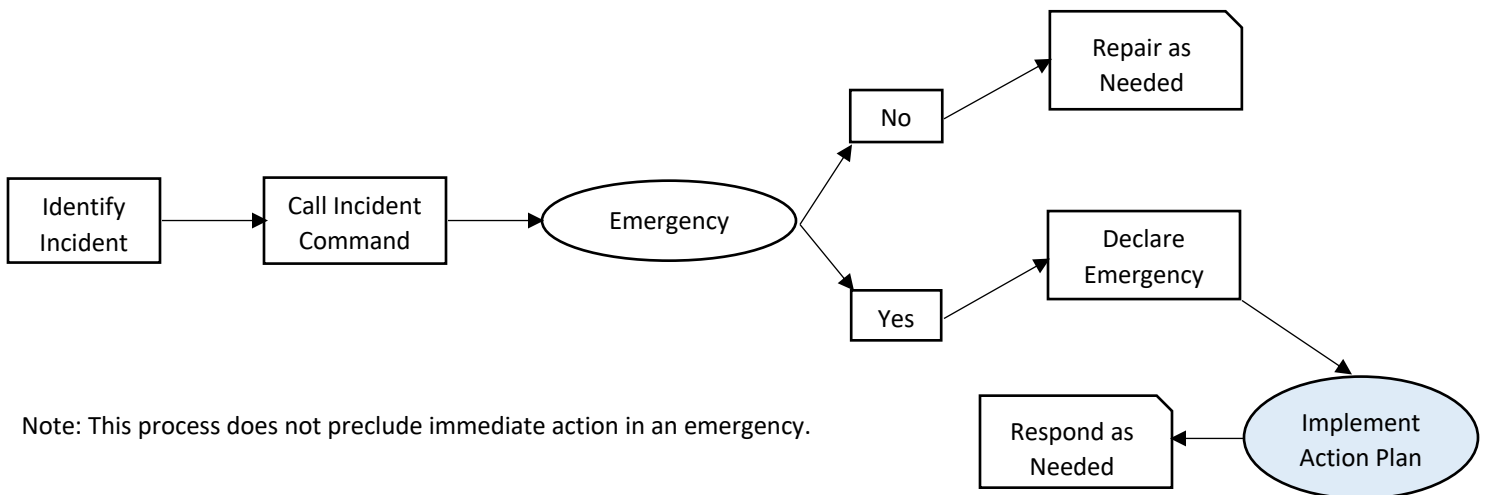 Identify
Incident
Call Incident
Command
Emergency
No
Repair as
Needed
Yes
Declare
Emergency
Implement
Action Plan
Respond as
Needed
Note: This process does not preclude immediate action in an emergency.